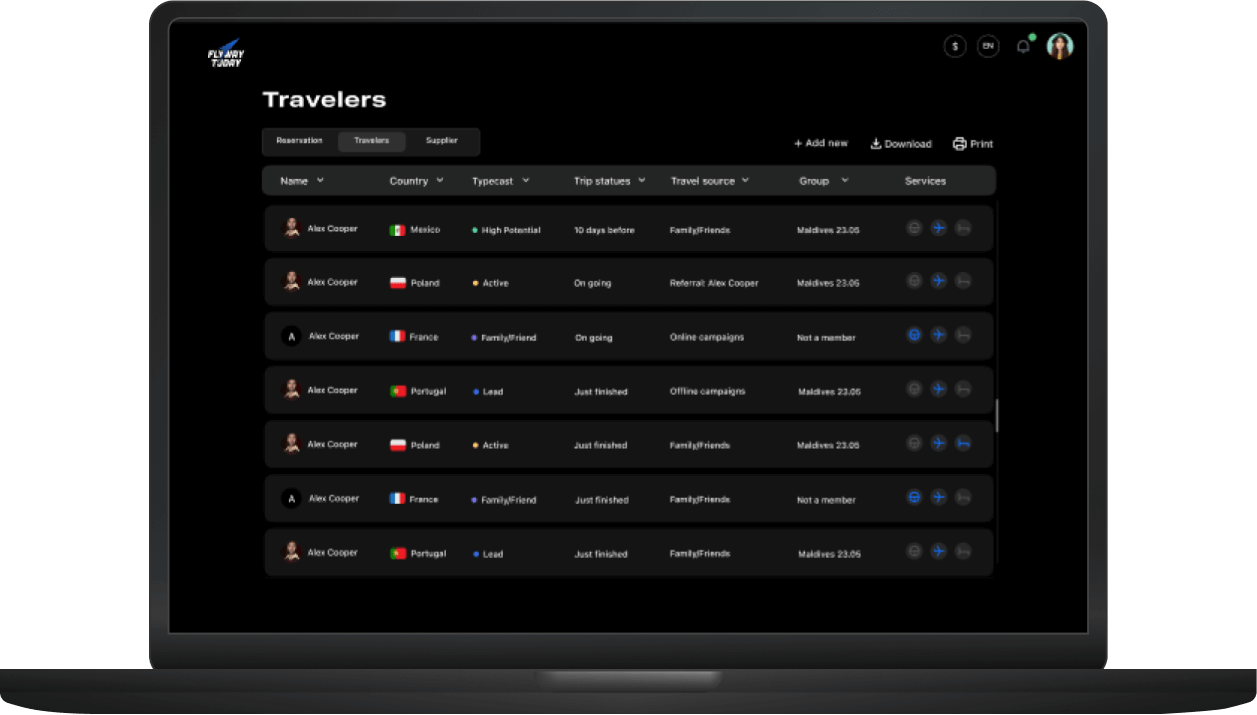 FLYWAY
TODAY
$ EN
Travelers
Reservation Travelers Supplier
+ Add new Download Print
Name Country Typecast Trip statues Travel source Group Services
Alex Cooper Mexico High Potential 10 days before Family/Friends Maldives 23.05
Alex Cooper Poland Active On going Referral: Alex Cooper Maldives 23.05
A Alex Cooper France Family/Friend On going Online campaigns Not a member
Alex Cooper Portugal Lead Just finished Offline campaigns Maldives 23.05
Alex Cooper Poland Active Just finished Family/Friends Maldives 23.05
A Alex Cooper France Family/Friend Just finished Family/Friends Not a member
Alex Cooper Portugal Lead Just finished Family/Friends Maldives 23.05